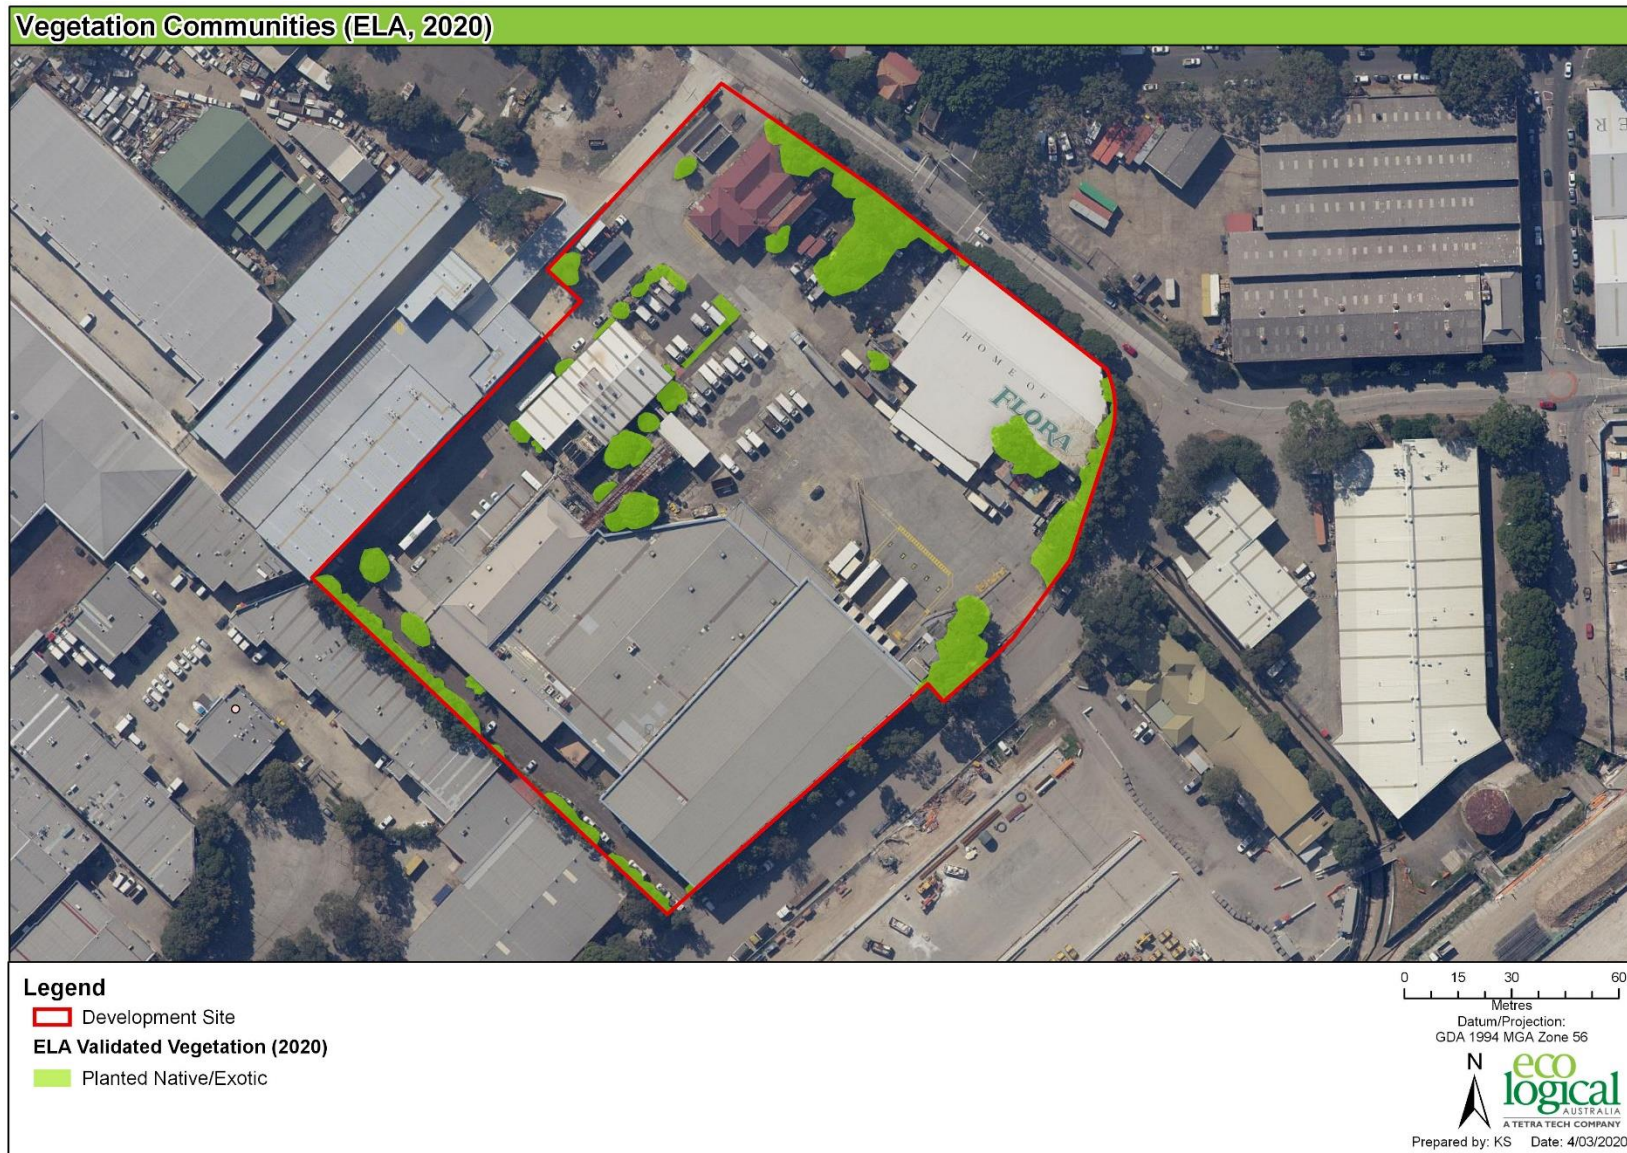 Vegetation Communities (ELA, 2020)
R E
HOME OF
FLORA
Legend
Development Site
ELA Validated Vegetation (2020)
Planted Native/Exotic
0 15 30 60
Metres
Datum/Projection:
GDA 1994 MGA Zone 56
N
eco
logical
AUSTRALIA
A TETRA TECH COMPANY
Prepared by: KS Date: 4/03/2020